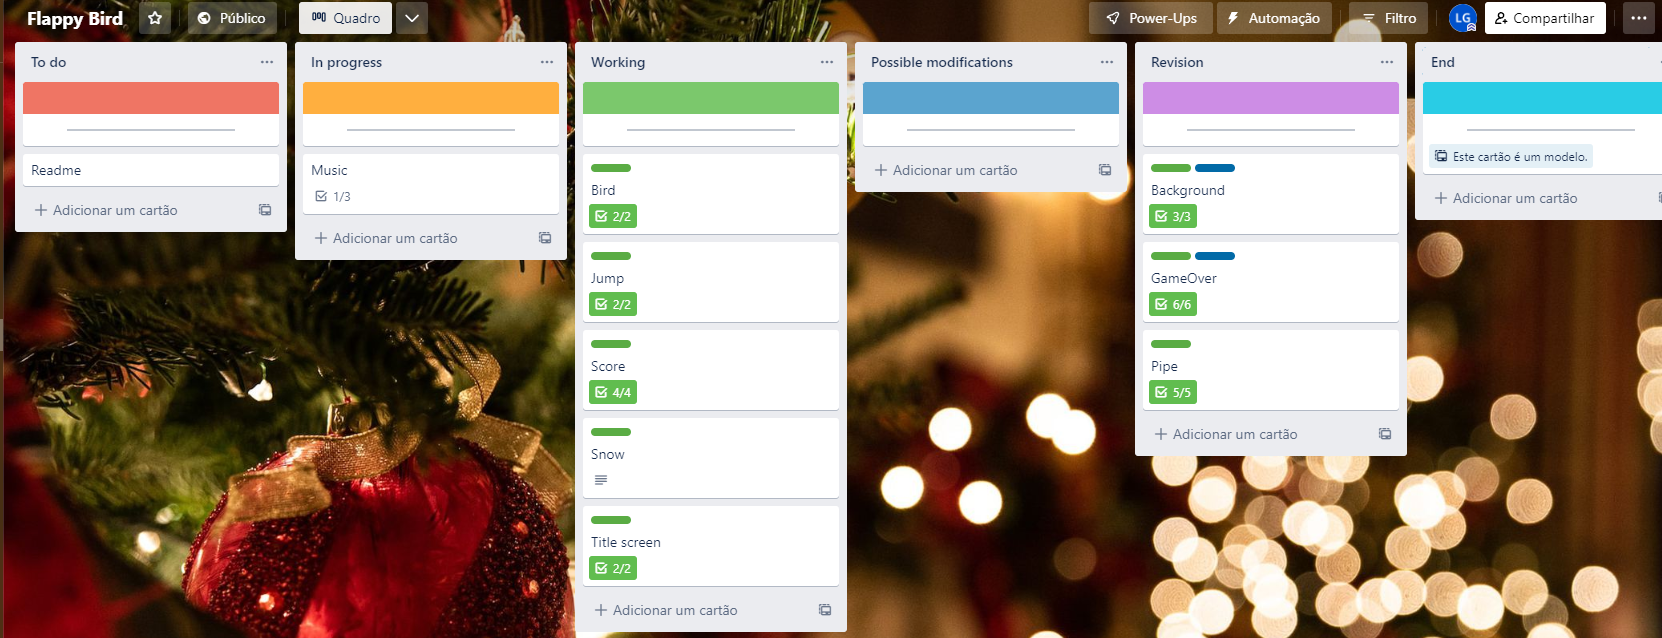 Flappy Bird
Público
Quadro
Power-Ups
Automação
Filtro
LG
Compartilhar
To do
Readme
Adicionar um cartão
In progress
Music
1/3
Adicionar um cartão
Working
Bird
2/2
Jump
2/2
Score
4/4
Snow
Title screen
2/2
Adicionar um cartão
Possible modifications
Adicionar um cartão
Revision
Background
3/3
GameOver
6/6
Pipe
5/5
Adicionar um cartão
End
Este cartão é um modelo.
Adicionar um cartão